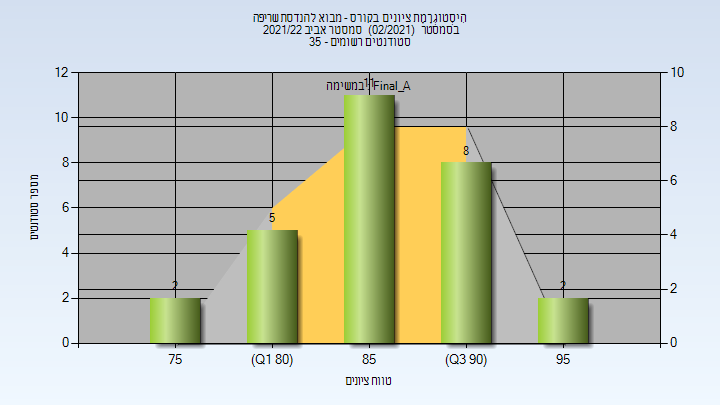 היסטוגרמת ציונים בקורס - מבוא להנדסת שריפה
בסמסטר (02/2021) סמסטר אביב 2021/22
סטודנטים רשומים - 35
במשימה: Final_A
12
10
8
6
4
2
0
10
8
6
4
2
0
מספר סטודנטים
2
5
11
8
2
75
(Q1 80)
85
(Q3 90)
95
טווח ציונים